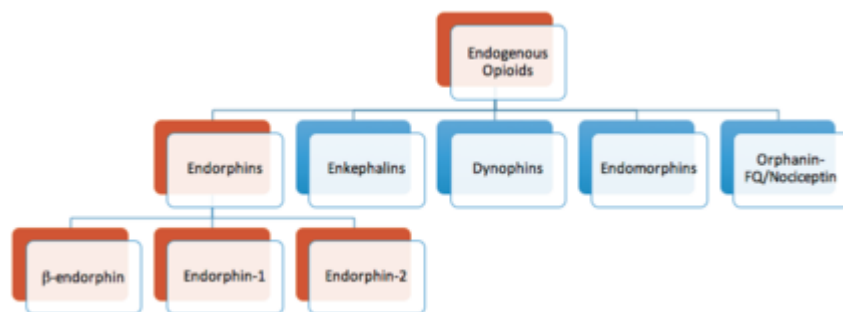 Endogenous
Opioids
Endorphins
Enkephalins
Dynophins
Endomorphins
Orphanin-
FQ/Nociceptin
β-endorphin
Endorphin-1
Endorphin-2